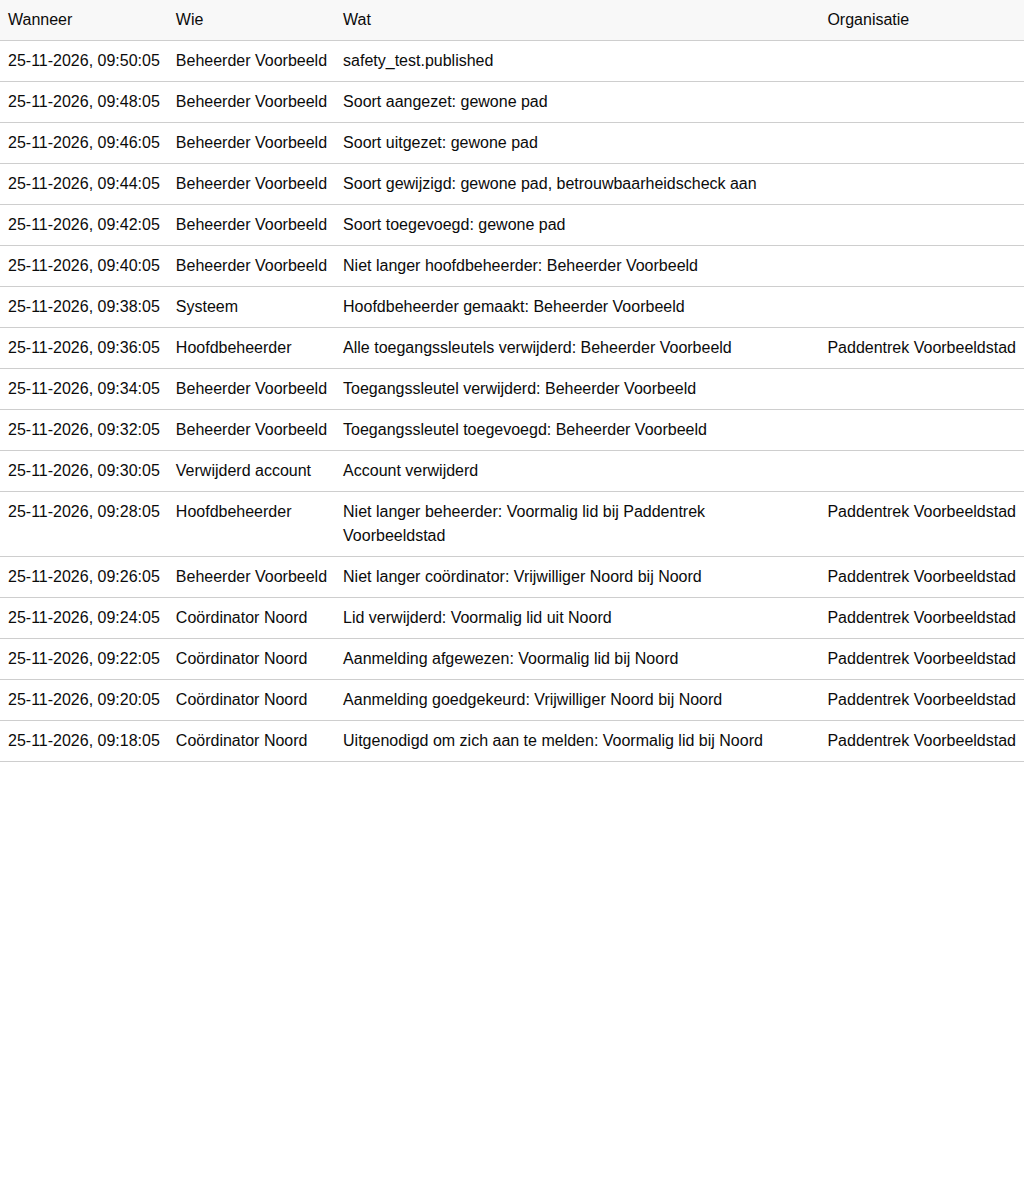 Wanneer Wie Wat Organisatie
25-11-2026, 09:50:05 Beheerder Voorbeeld safety_test.published
25-11-2026, 09:48:05 Beheerder Voorbeeld Soort aangezet: gewone pad
25-11-2026, 09:46:05 Beheerder Voorbeeld Soort uitgezet: gewone pad
25-11-2026, 09:44:05 Beheerder Voorbeeld Soort gewijzigd: gewone pad, betrouwbaarheidscheck aan
25-11-2026, 09:42:05 Beheerder Voorbeeld Soort toegevoegd: gewone pad
25-11-2026, 09:40:05 Beheerder Voorbeeld Niet langer hoofdbeheerder: Beheerder Voorbeeld
25-11-2026, 09:38:05 Systeem Hoofdbeheerder gemaakt: Beheerder Voorbeeld
25-11-2026, 09:36:05 Hoofdbeheerder Alle toegangssleutels verwijderd: Beheerder Voorbeeld Paddentrek Voorbeeldstad
25-11-2026, 09:34:05 Beheerder Voorbeeld Toegangssleutel verwijderd: Beheerder Voorbeeld
25-11-2026, 09:32:05 Beheerder Voorbeeld Toegangssleutel toegevoegd: Beheerder Voorbeeld
25-11-2026, 09:30:05 Verwijderd account Account verwijderd
25-11-2026, 09:28:05 Hoofdbeheerder Niet langer beheerder: Voormalig lid bij Paddentrek Paddentrek Voorbeeldstad
Voorbeeldstad
25-11-2026, 09:26:05 Beheerder Voorbeeld Niet langer coördinator: Vrijwilliger Noord bij Noord Paddentrek Voorbeeldstad
25-11-2026, 09:24:05 Coördinator Noord Lid verwijderd: Voormalig lid uit Noord Paddentrek Voorbeeldstad
25-11-2026, 09:22:05 Coördinator Noord Aanmelding afgewezen: Voormalig lid bij Noord Paddentrek Voorbeeldstad
25-11-2026, 09:20:05 Coördinator Noord Aanmelding goedgekeurd: Vrijwilliger Noord bij Noord Paddentrek Voorbeeldstad
25-11-2026, 09:18:05 Coördinator Noord Uitgenodigd om zich aan te melden: Voormalig lid bij Noord Paddentrek Voorbeeldstad